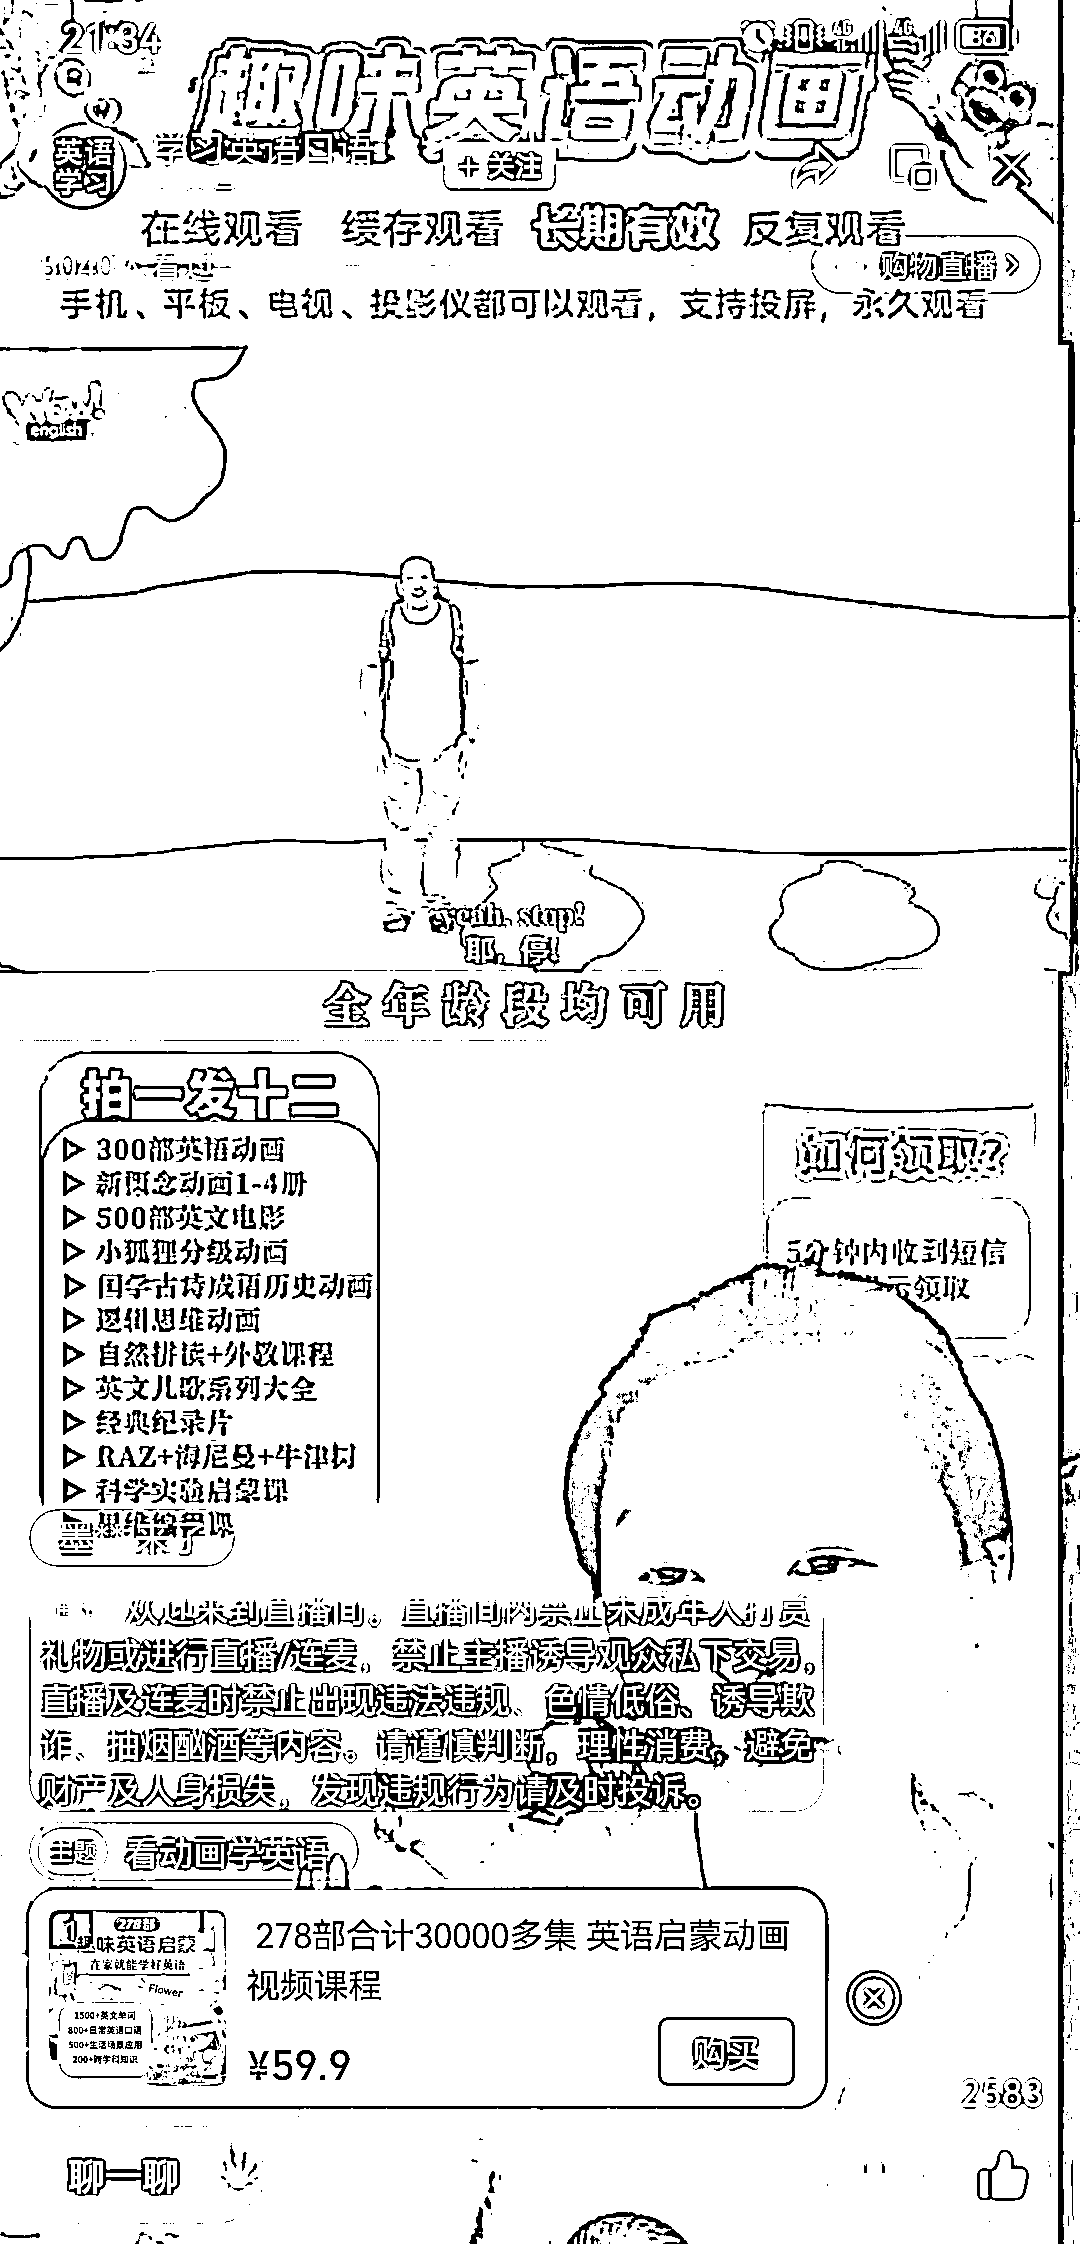 21:34
4G 4G 86
趣味英语动画
英语
学习
学习英语口语
+ 关注
在线观看 缓存观看 长期有效 反复观看
看过
购物直播
手机、平板、电视、投影仪都可以观看，支持投屏，永久观看
Wow!
english
yeah, stop!
耶，停!
全年龄段均可用
拍一发十二
300部英语动画
新概念动画1-4册
500部英文电影
小狐狸分级动画
国学古诗成语历史动画
逻辑思维动画
自然拼读+外教课程
英文儿歌系列大全
经典纪录片
RAZ+海尼曼+牛津树
科学实验启蒙课
思维编程课
如何领取?
5分钟内收到短信
示领取
墨 来了
欢迎来到直播间。直播间内禁止未成年人打赏
礼物或进行直播/连麦，禁止主播诱导观众私下交易。
直播及连麦时禁止出现违法违规、色情低俗、诱导欺
诈、抽烟酗酒等内容。请谨慎判断，理性消费，避免
财产及人身损失，发现违规行为请及时投诉。
主题 看动画学英语
1
278部
趣味英语启蒙
在家就能学好英语
Flower
1500+英文单词
800+日常英语口语
500+生活场景应用
200+跨学科知识
278部合计30000多集 英语启蒙动画
视频课程
¥59.9
购买
2583
聊一聊